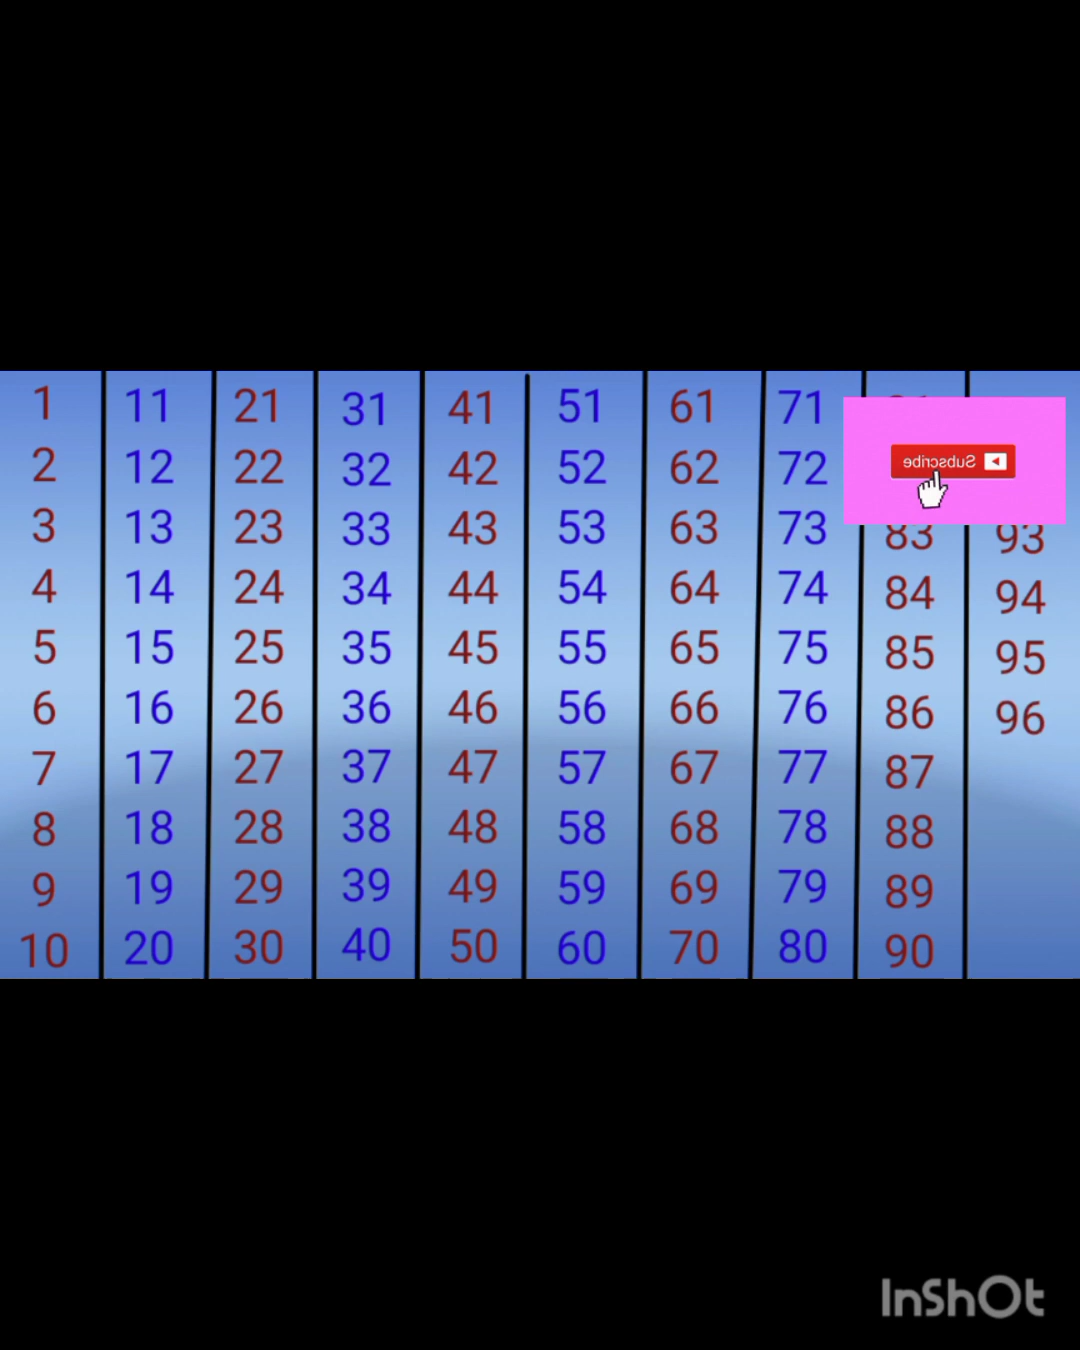 1 11 21 31 41 51 61 71
2 12 22 32 42 52 62 72
Subscribe
3 13 23 33 43 53 63 73 83 93
4 14 24 34 44 54 64 74 84 94
5 15 25 35 45 55 65 75 85 95
6 16 26 36 46 56 66 76 86 96
7 17 27 37 47 57 67 77 87
8 18 28 38 48 58 68 78 88
9 19 29 39 49 59 69 79 89
10 20 30 40 50 60 70 80 90
InShOt